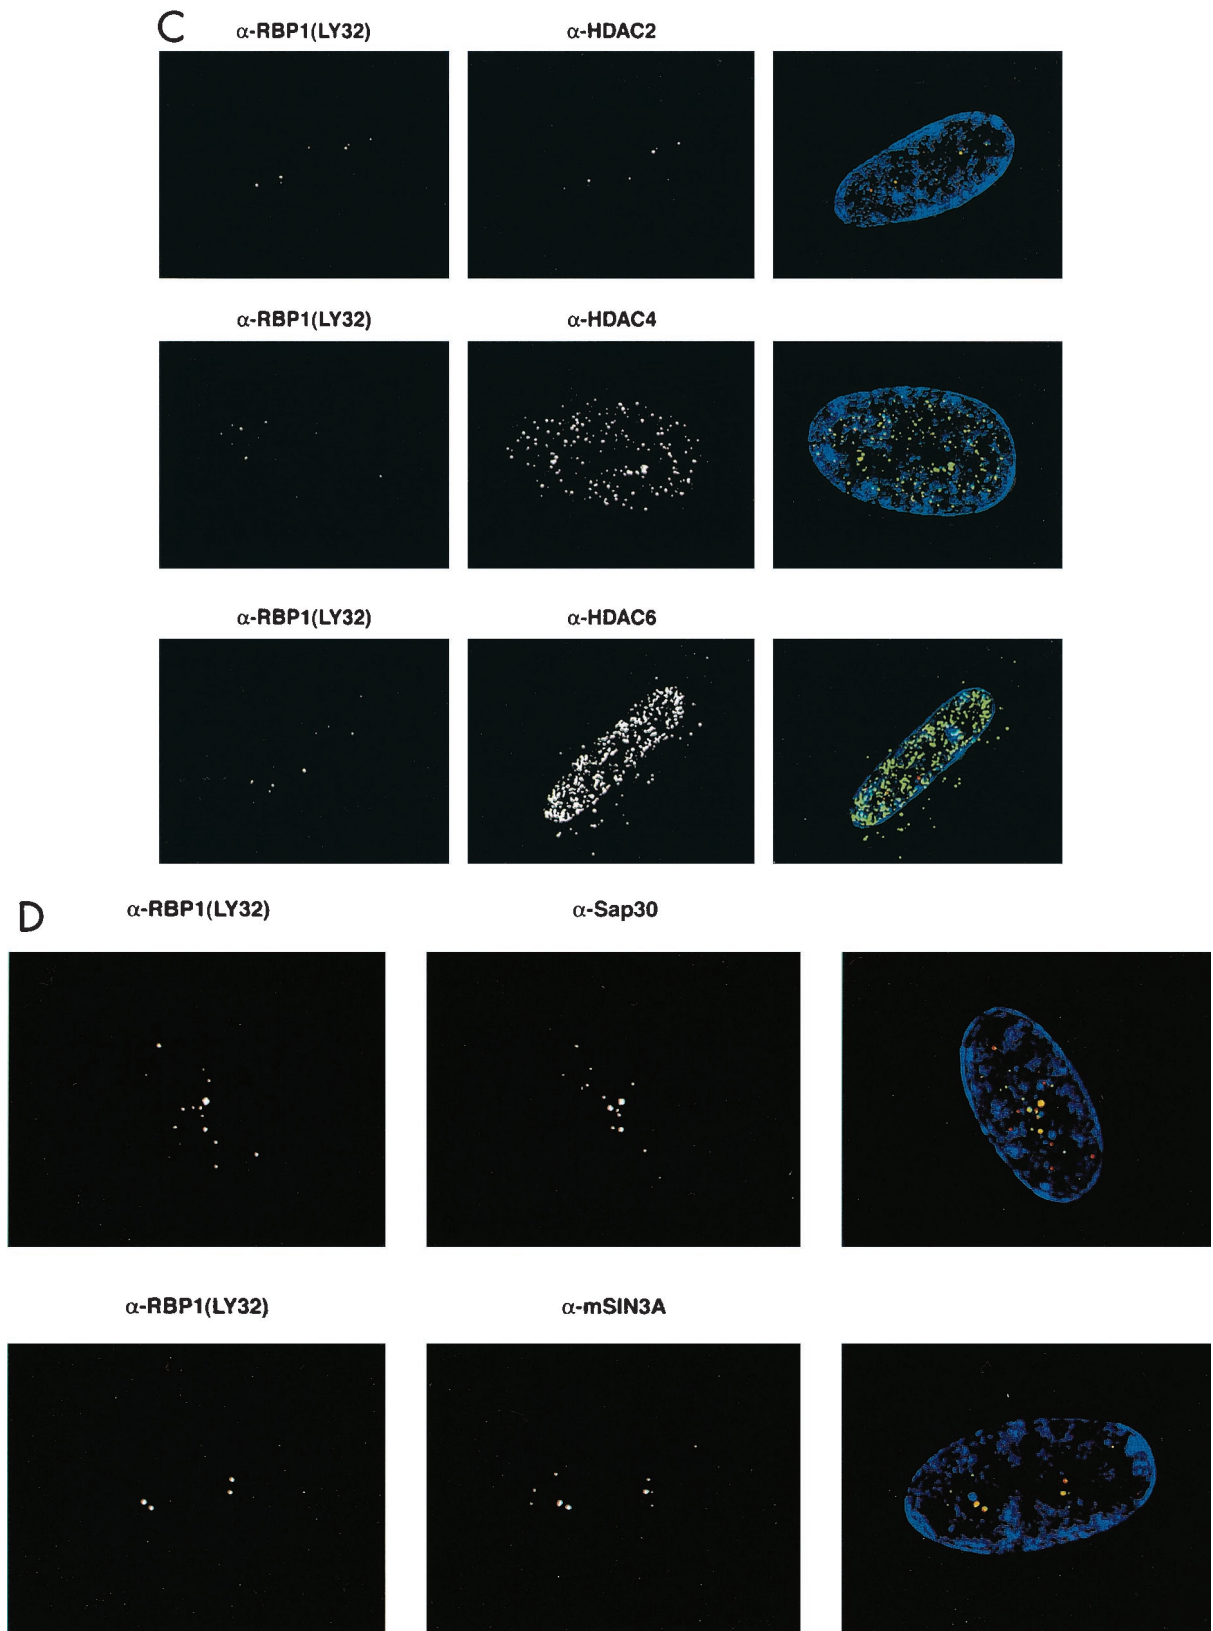 C
α-RBP1(LY32) α-HDAC2
α-RBP1(LY32) α-HDAC4
α-RBP1(LY32) α-HDAC6
D
α-RBP1(LY32) α-Sap30
α-RBP1(LY32) α-mSIN3A